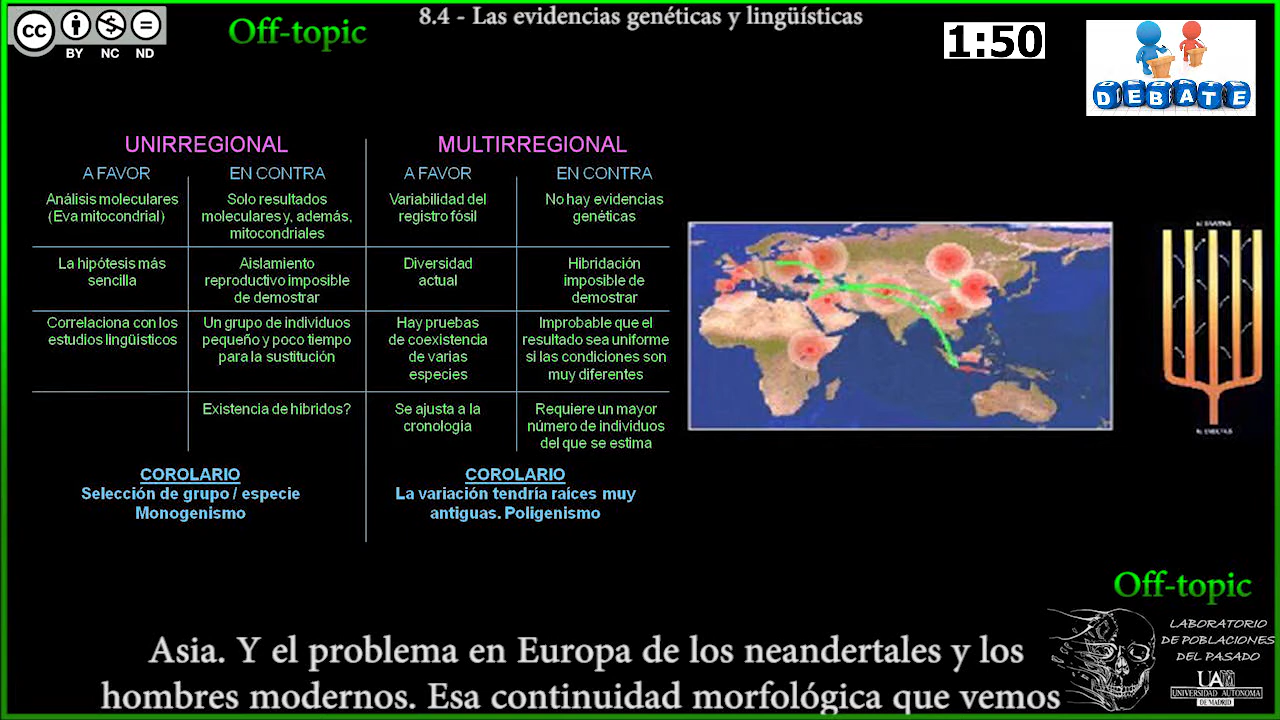 8.4 - Las evidencias genéticas y lingüísticas
cc
BY NC ND
Off-topic
1:50
DEBATE
UNIRREGIONAL
MULTIRREGIONAL
A FAVOR
EN CONTRA
A FAVOR
EN CONTRA
Análisis moleculares
(Eva mitocondrial)
Solo resultados
moleculares y, además,
mitocondriales
Variabilidad del
registro fósil
No hay evidencias
genéticas
La hipótesis más
sencilla
Aislamiento
reproductivo imposible
de demostrar
Diversidad
actual
Hibridación
imposible de
demostrar
Correlaciona con los
estudios lingüisticos
Un grupo de individuos
pequeño y poco tiempo
para la sustitución
Hay pruebas
de coexistencia
de varias
especies
Improbable que el
resultado sea uniforme
si las condiciones son
muy diferentes
Existencia de híbridos?
Se ajusta a la
cronología
Requiere un mayor
número de individuos
del que se estima
COROLARIO
Selección de grupo / especie
Monogenismo
COROLARIO
La variación tendría raíces muy
antiguas. Poligenismo
Off-topic
LABORATORIO
DE POBLACIONES
DEL PASADO
UAM
UNIVERSIDAD AUTONOMA
DE MADRID
Asia. Y el problema en Europa de los neandertales y los
hombres modernos. Esa continuidad morfológica que vemos